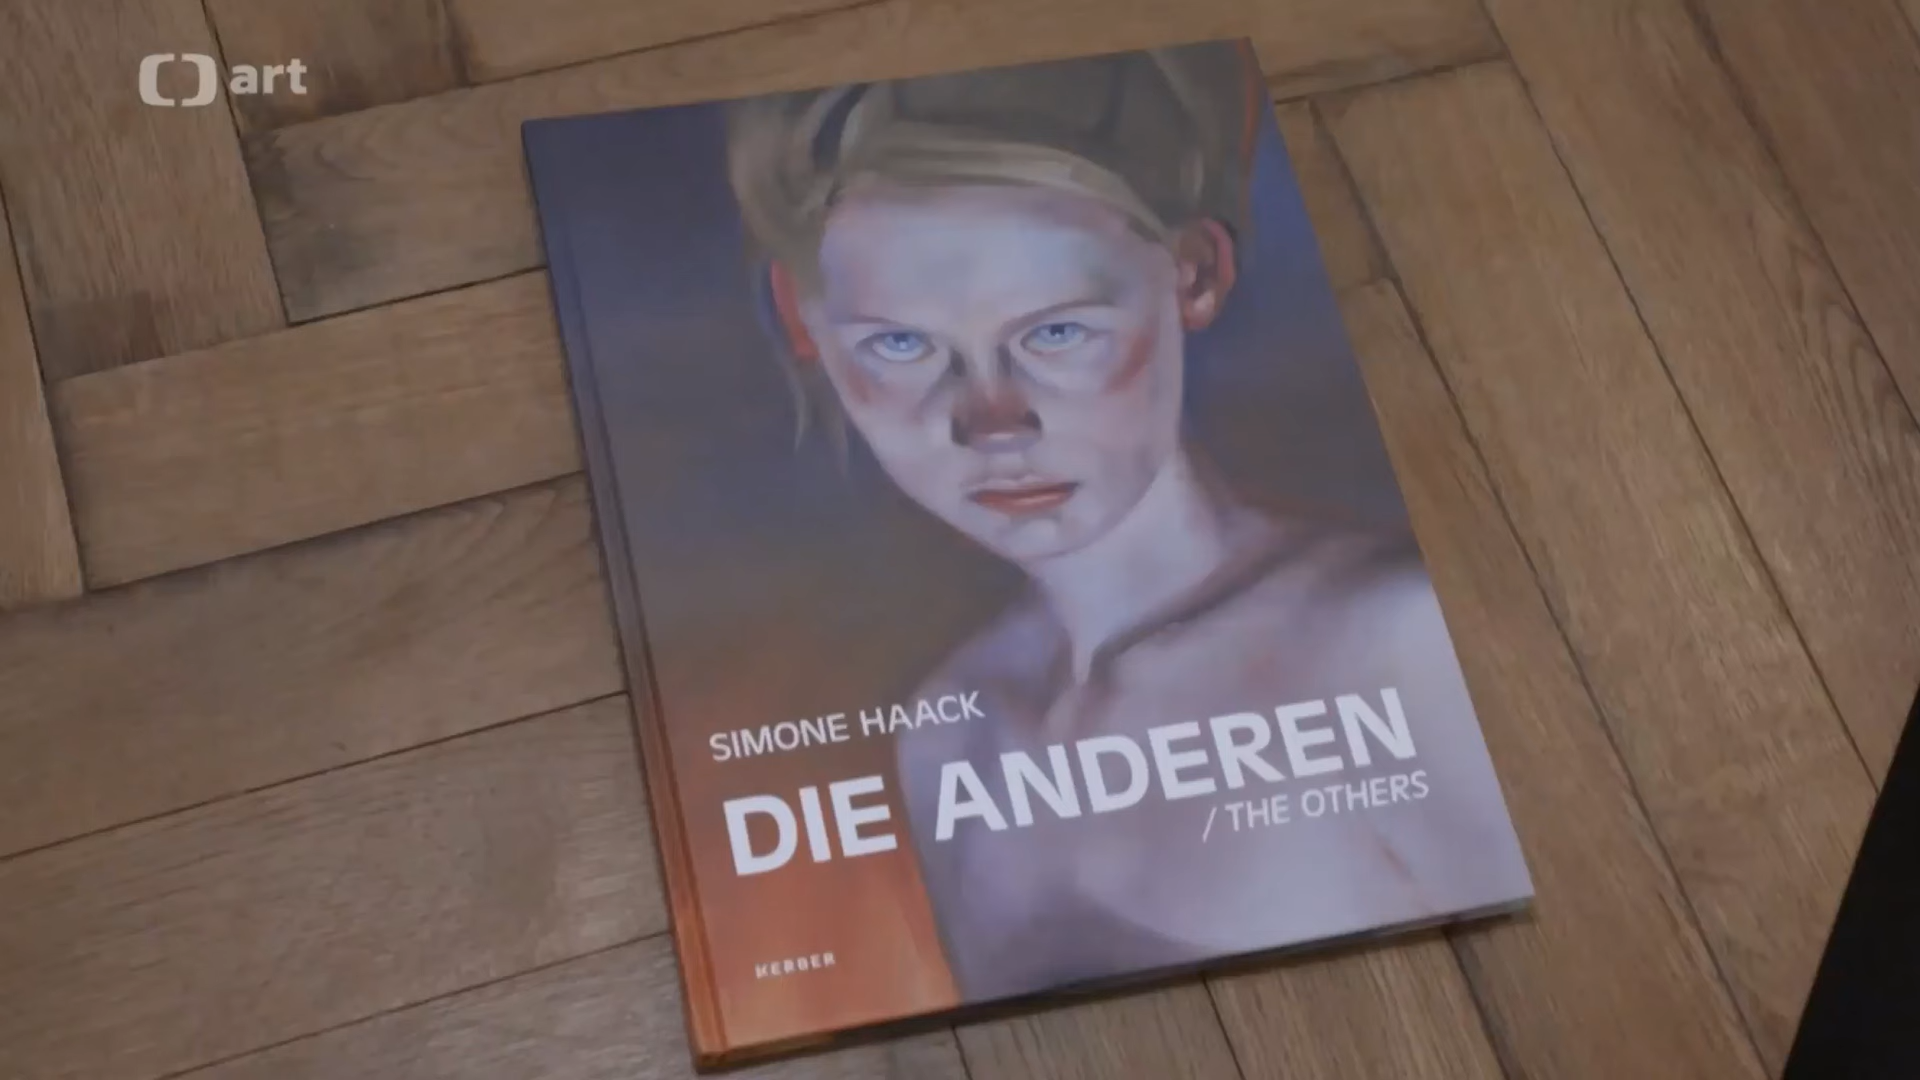 art
SIMONE HAACK
DIE ANDEREN
/ THE OTHERS
KERBER